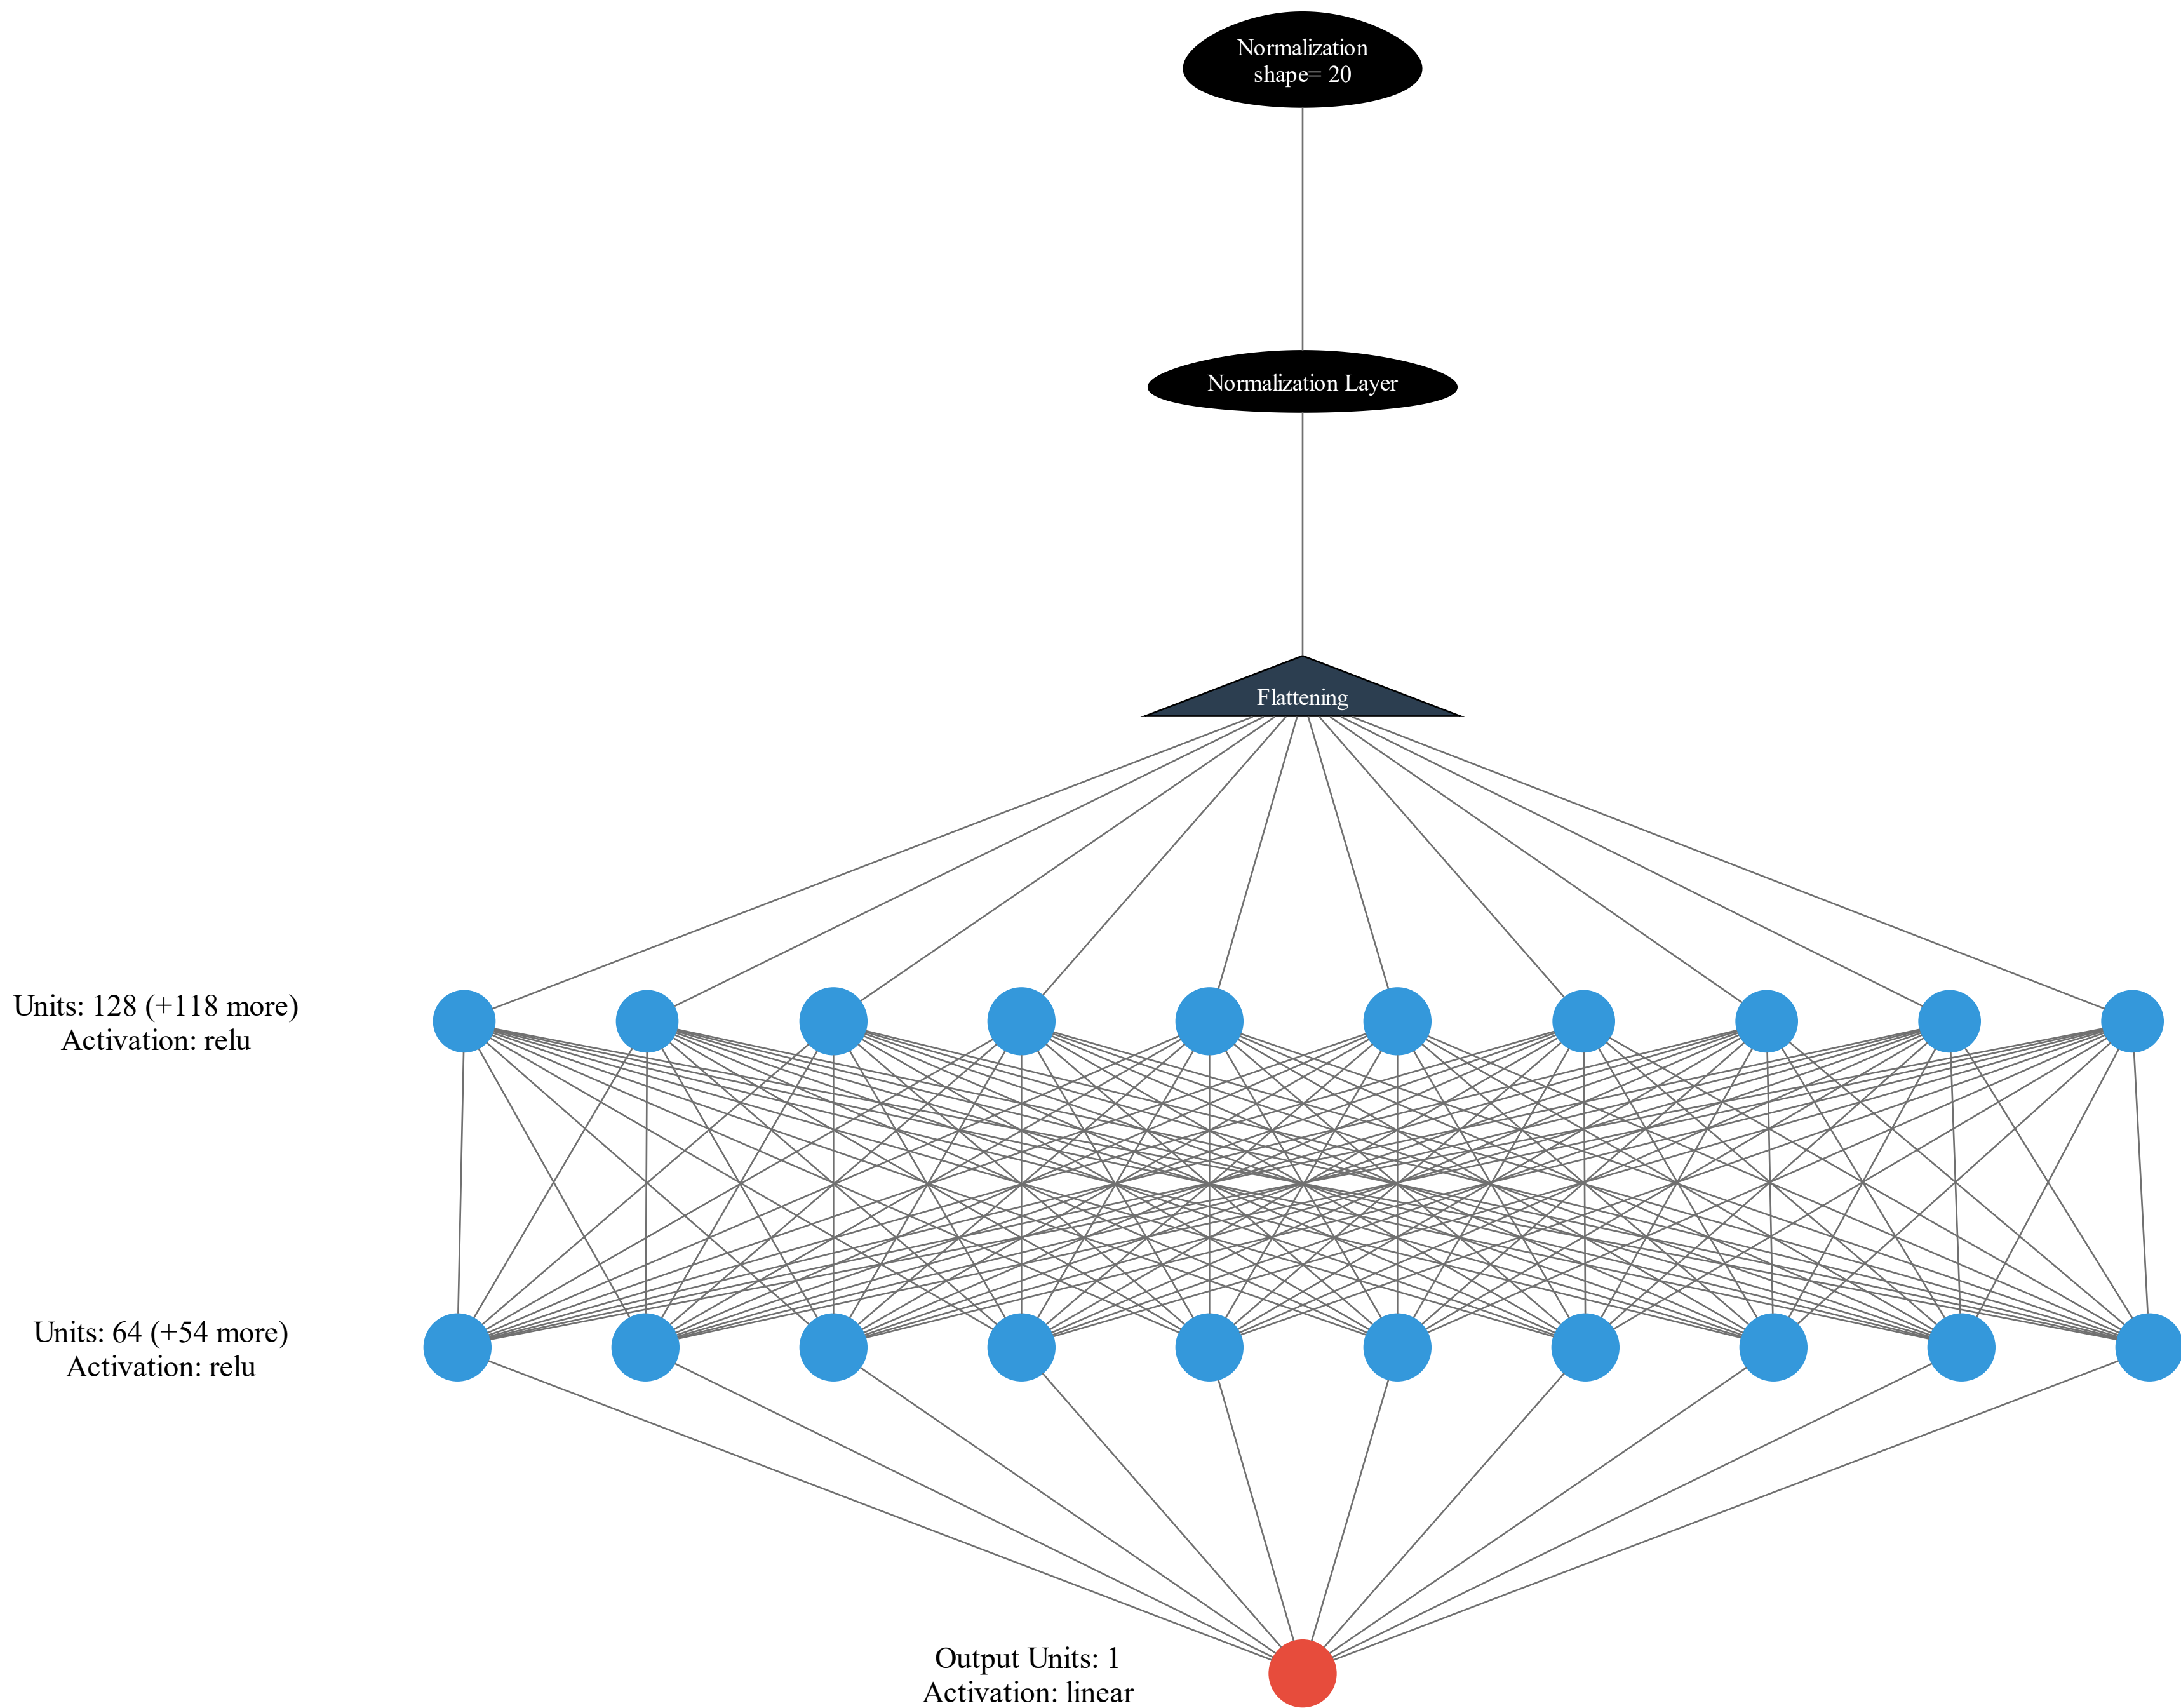 Normalization
shape= 20
Normalization Layer
Flattening
Units: 128 (+118 more)
Activation: relu
Units: 64 (+54 more)
Activation: relu
Output Units: 1
Activation: linear